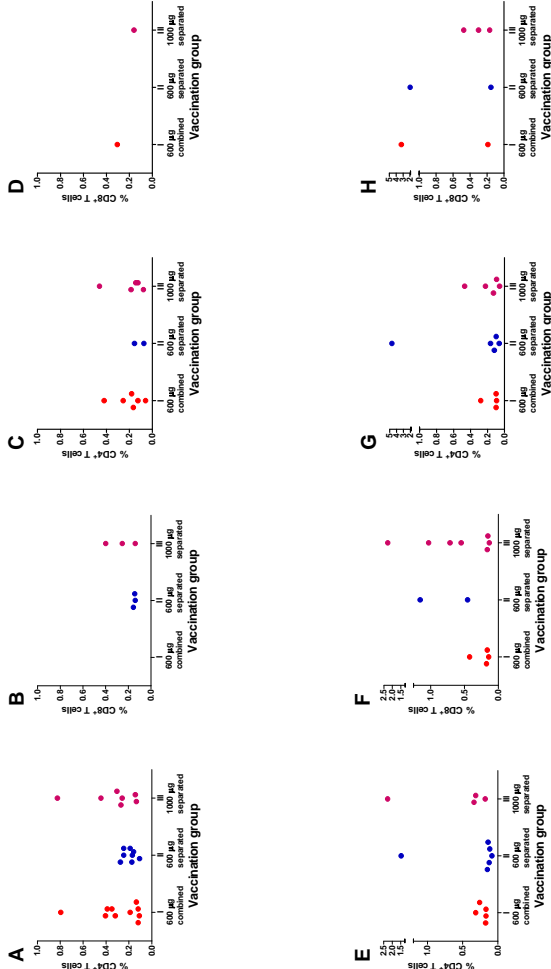 A
% CD4⁺ T cells
1.0
0.8
0.6
0.4
0.2
0.0
I II III
600 µg 600 µg 1000 µg
combined separated separated
Vaccination group
B
% CD8⁺ T cells
1.0
0.8
0.6
0.4
0.2
0.0
I II III
600 µg 600 µg 1000 µg
combined separated separated
Vaccination group
C
% CD4⁺ T cells
1.0
0.8
0.6
0.4
0.2
0.0
I II III
600 µg 600 µg 1000 µg
combined separated separated
Vaccination group
D
% CD8⁺ T cells
1.0
0.8
0.6
0.4
0.2
0.0
I II III
600 µg 600 µg 1000 µg
combined separated separated
Vaccination group
E
% CD4⁺ T cells
2.5
2.0
1.5
1.0
0.5
0.0
I II III
600 µg 600 µg 1000 µg
combined separated separated
Vaccination group
F
% CD8⁺ T cells
2.5
2.0
1.5
1.0
0.5
0.0
I II III
600 µg 600 µg 1000 µg
combined separated separated
Vaccination group
G
% CD4⁺ T cells
5
4
3
2
1.0
0.8
0.6
0.4
0.2
0.0
I II III
600 µg 600 µg 1000 µg
combined separated separated
Vaccination group
H
% CD8⁺ T cells
5
4
3
2
1.0
0.8
0.6
0.4
0.2
0.0
I II III
600 µg 600 µg 1000 µg
combined separated separated
Vaccination group